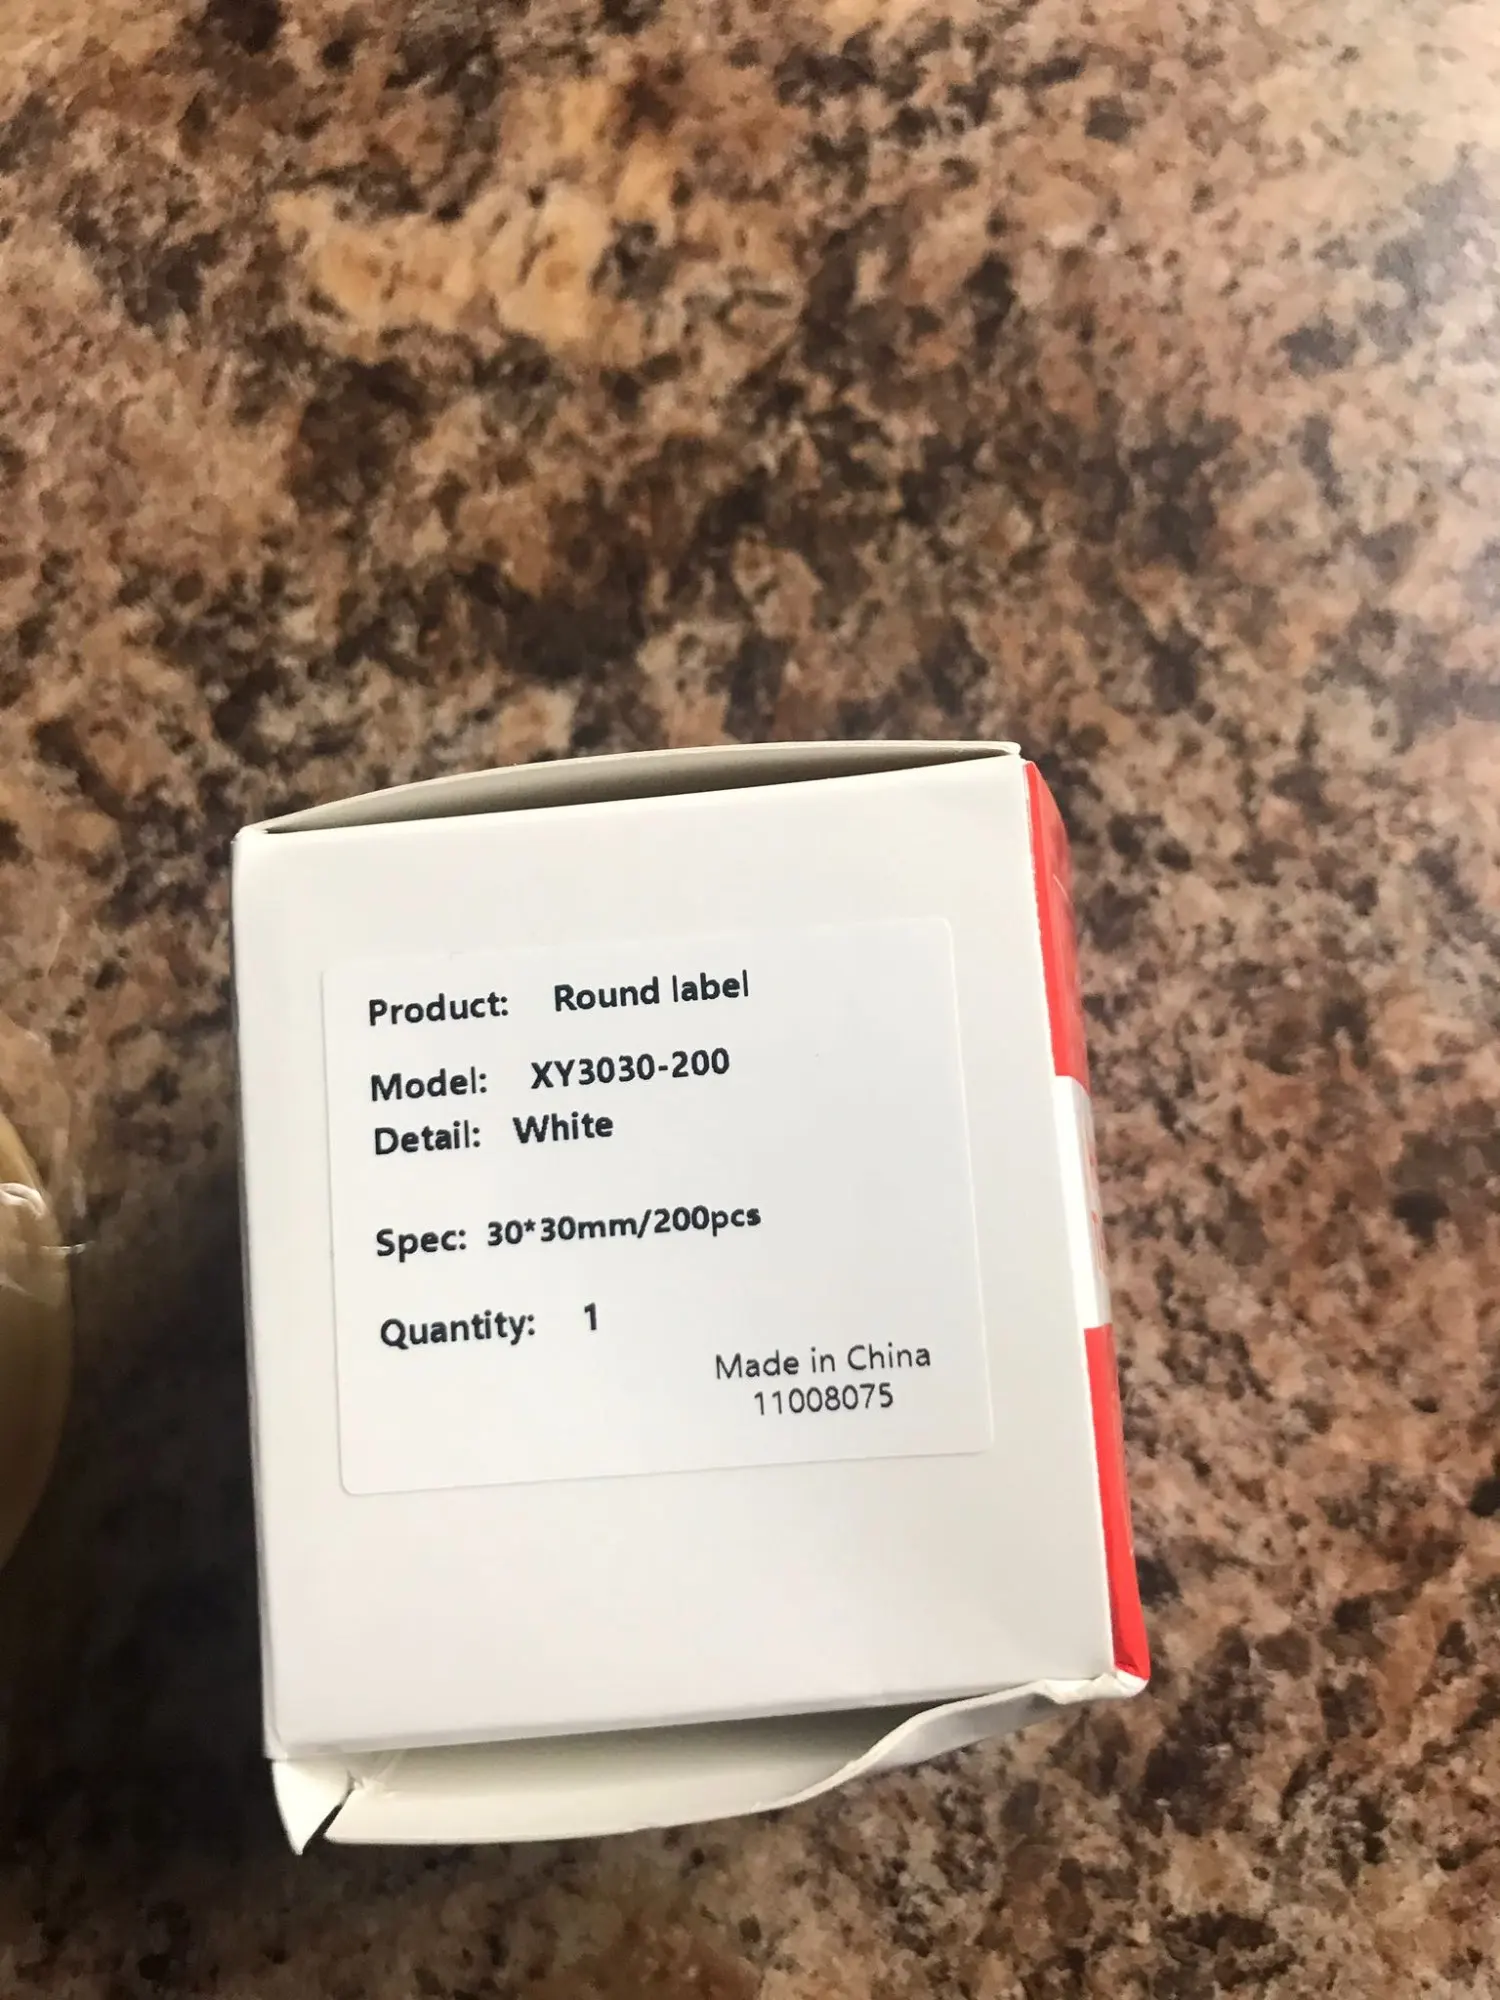 Product: Round label
Model: XY3030-200
Detail: White
Spec: 30*30mm/200pcs
Quantity: 1
Made in China
11008075